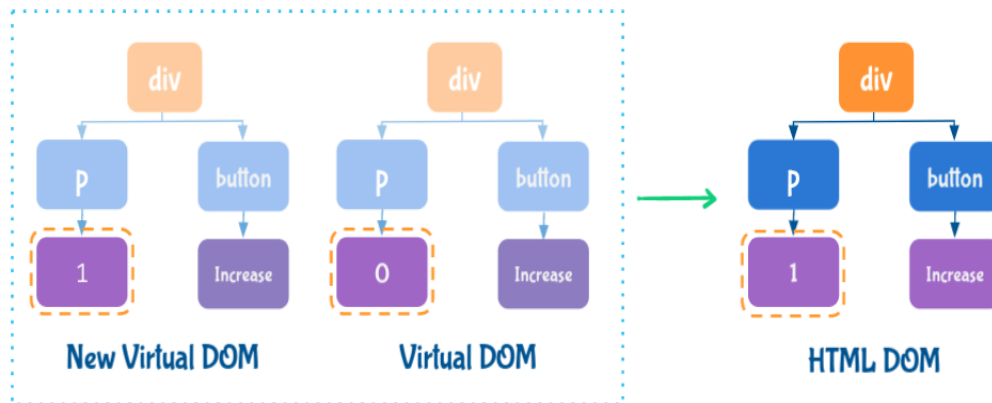 div
div
div
p
button
p
button
p
button
1
Increase
0
Increase
1
Increase
New Virtual DOM
Virtual DOM
HTML DOM